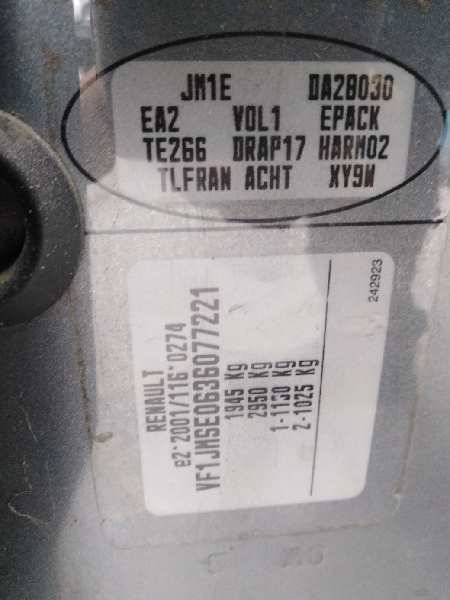 JM1E DA28030
EA2 VOL1 EPACK
TE266 DRAP17 HARM02
TLFRAN ACHT XY9W
RENAULT
e2*2001/116*0274
VF1JMSE0636077221
1945 Kg
2950 Kg
1-1130 Kg
2-1025 Kg
242923